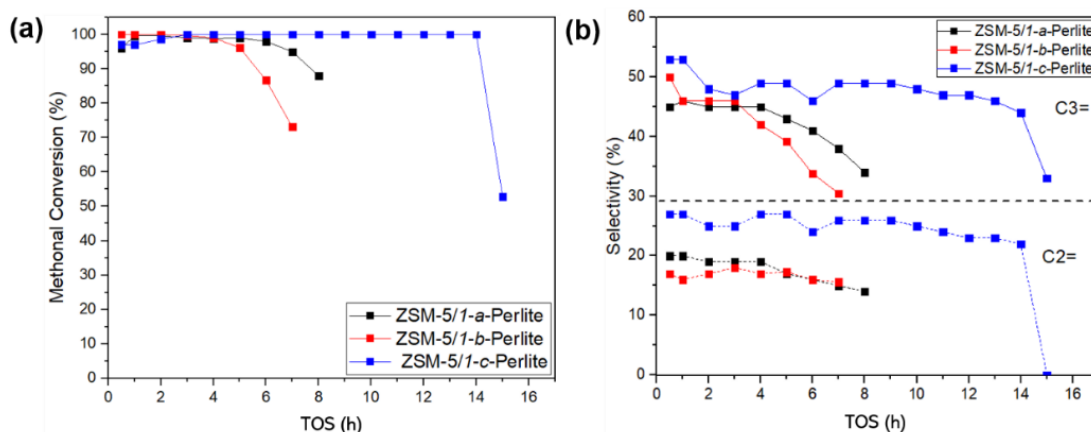 (a)
Methonal Conversion (%)
100
90
80
70
60
50
40
30
20
10
0
0 2 4 6 8 10 12 14 16
TOS (h)
ZSM-5/1-a-Perlite
ZSM-5/1-b-Perlite
ZSM-5/1-c-Perlite
(b)
Selectivity (%)
60
50
40
30
20
10
0
0 2 4 6 8 10 12 14 16
TOS (h)
ZSM-5/1-a-Perlite
ZSM-5/1-b-Perlite
ZSM-5/1-c-Perlite
C3=
C2=